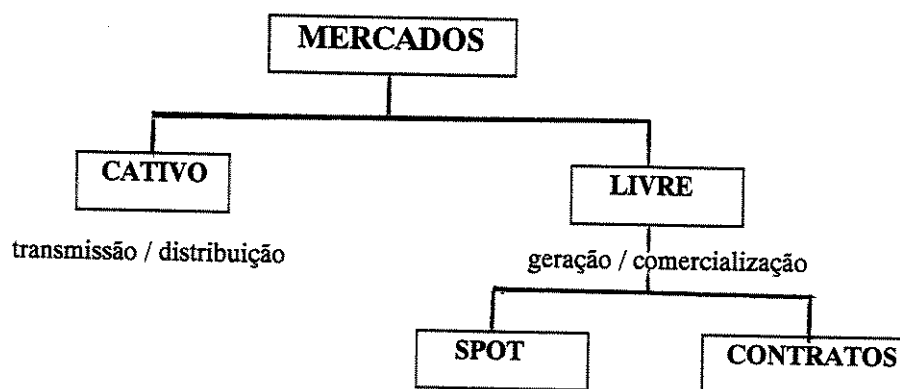 MERCADOS
CATIVO
LIVRE
transmissão / distribuição
geração / comercialização
SPOT
CONTRATOS